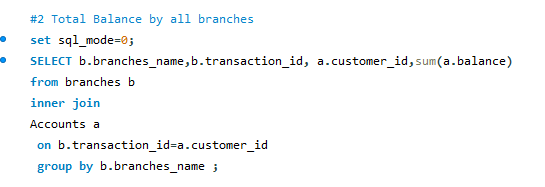 #2 Total Balance by all branches
set sql_mode=0;
SELECT b.branches_name,b.transaction_id, a.customer_id,sum(a.balance)
from branches b
inner join
Accounts a
on b.transaction_id=a.customer_id
group by b.branches_name ;